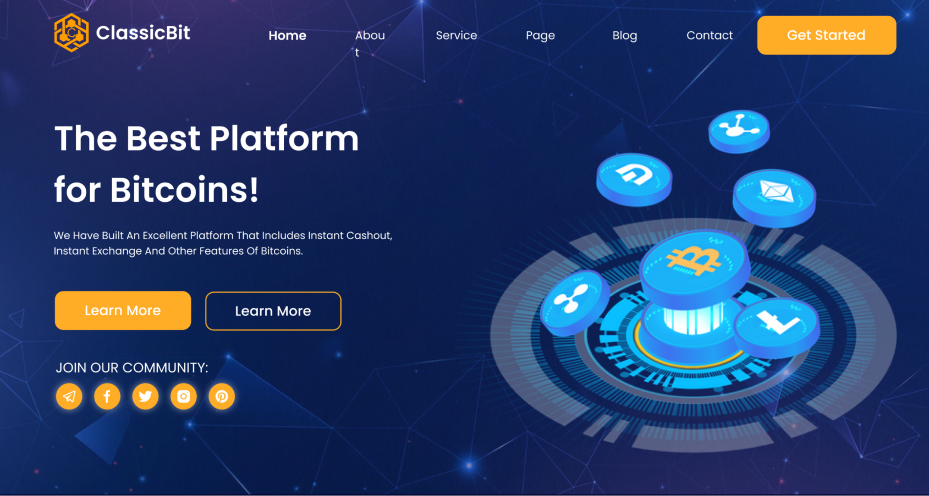 ClassicBit
Home
Abou
t
Service
Page
Blog
Contact
Get Started
The Best Platform
for Bitcoins!
We Have Built An Excellent Platform That Includes Instant Cashout,
Instant Exchange And Other Features Of Bitcoins.
Learn More
Learn More
JOIN OUR COMMUNITY: